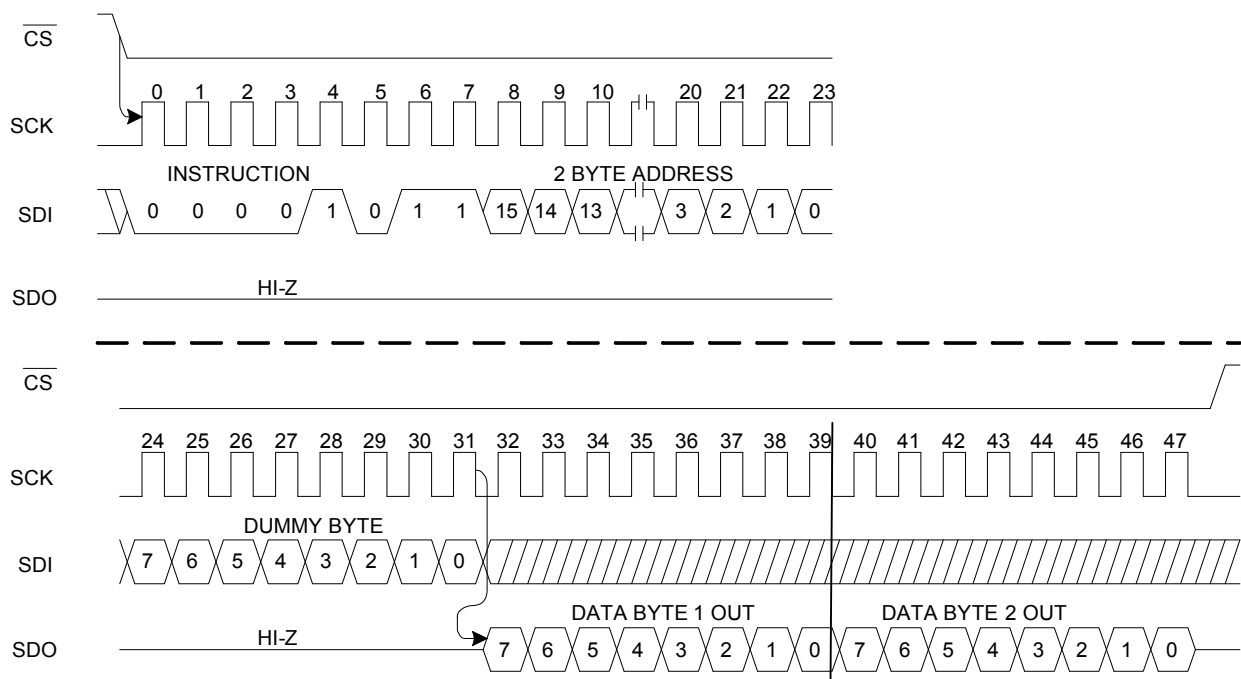 CS
0 1 2 3 4 5 6 7 8 9 10 20 21 22 23
SCK
INSTRUCTION 2 BYTE ADDRESS
SDI 0 0 0 0 1 0 1 1 15 14 13 3 2 1 0
HI-Z
SDO
CS
24 25 26 27 28 29 30 31 32 33 34 35 36 37 38 39 40 41 42 43 44 45 46 47
SCK
DUMMY BYTE
SDI 7 6 5 4 3 2 1 0
DATA BYTE 1 OUT DATA BYTE 2 OUT
HI-Z
SDO 7 6 5 4 3 2 1 0 7 6 5 4 3 2 1 0